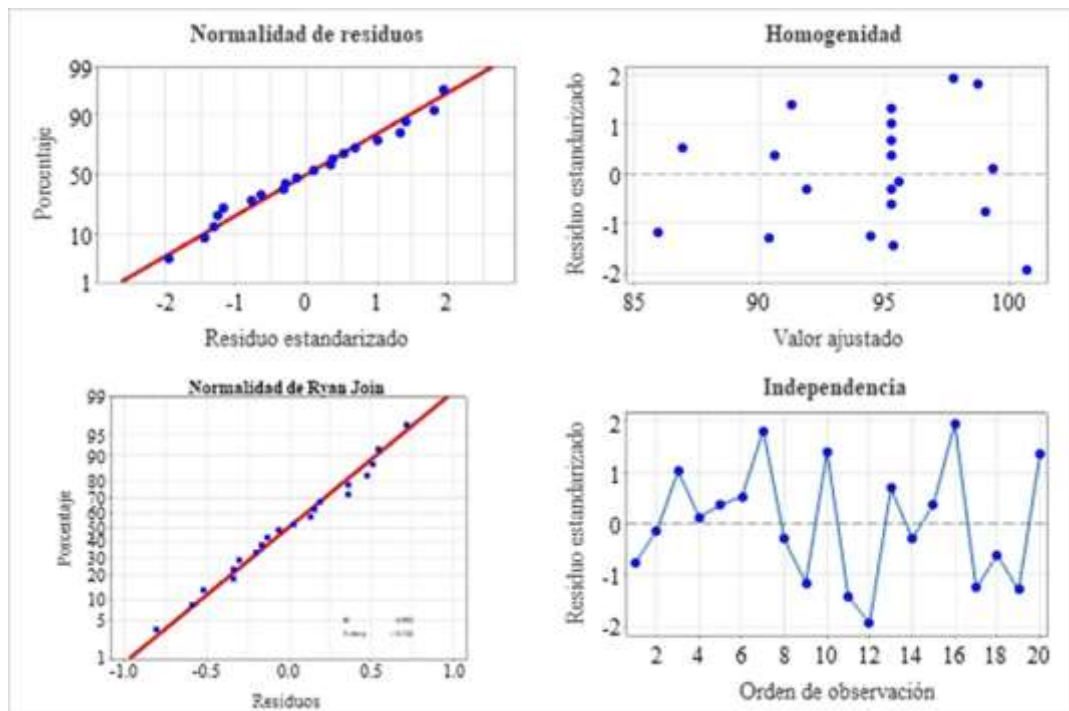 Normalidad de residuos
99
90
50
10
1
Porcentaje
-2 -1 0 1 2
Residuo estandarizado
Homogenidad
2
1
0
-1
-2
Residuo estandarizado
85 90 95 100
Valor ajustado
Normalidad de Ryan Join
99
95
90
80
70
60
50
40
30
20
10
5
1
Porcentaje
-1.0 -0.5 0.0 0.5 1.0
Residuos
Independencia
2
1
0
-1
-2
Residuo estandarizado
2 4 6 8 10 12 14 16 18 20
Orden de observación